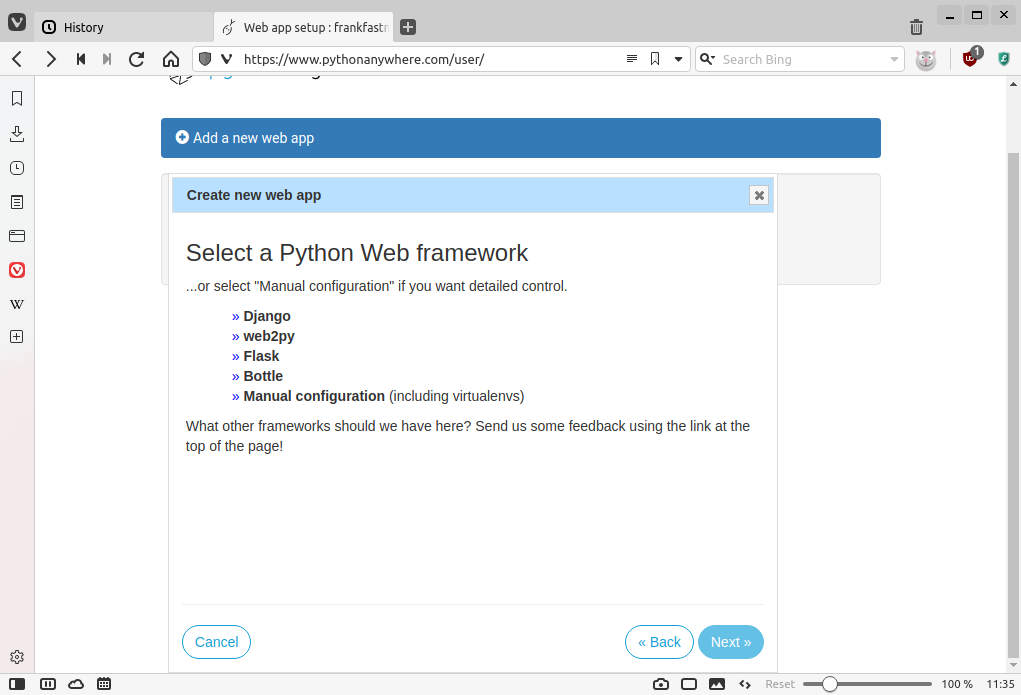 History
Web app setup : frankfastn
https://www.pythonanywhere.com/user/
Search Bing
1
Add a new web app
Create new web app
Select a Python Web framework
...or select "Manual configuration" if you want detailed control.
» Django
» web2py
» Flask
» Bottle
» Manual configuration (including virtualenvs)
What other frameworks should we have here? Send us some feedback using the link at the
top of the page!
Cancel
« Back
Next »
W
Reset
100 %
11:35